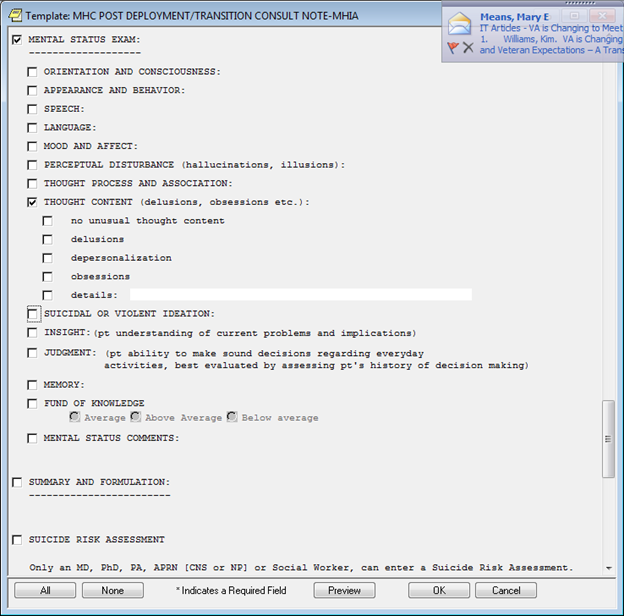 Template: MHC POST DEPLOYMENT/TRANSITION CONSULT NOTE-MHIA
Means, Mary E
IT Articles - VA is Changing to Meet
1. Williams, Kim. VA is Changing
and Veteran Expectations – A Trans
MENTAL STATUS EXAM:
-------------------
ORIENTATION AND CONSCIOUSNESS:
APPEARANCE AND BEHAVIOR:
SPEECH:
LANGUAGE:
MOOD AND AFFECT:
PERCEPTUAL DISTURBANCE (hallucinations, illusions):
THOUGHT PROCESS AND ASSOCIATION:
THOUGHT CONTENT (delusions, obsessions etc.):
no unusual thought content
delusions
depersonalization
obsessions
details:
SUICIDAL OR VIOLENT IDEATION:
INSIGHT:(pt understanding of current problems and implications)
JUDGMENT: (pt ability to make sound decisions regarding everyday
activities, best evaluated by assessing pt's history of decision making)
MEMORY:
FUND OF KNOWLEDGE
Average Above Average Below average
MENTAL STATUS COMMENTS:
SUMMARY AND FORMULATION:
------------------------
SUICIDE RISK ASSESSMENT
Only an MD, PhD, PA, APRN [CNS or NP] or Social Worker, can enter a Suicide Risk Assessment.
All None * Indicates a Required Field Preview OK Cancel